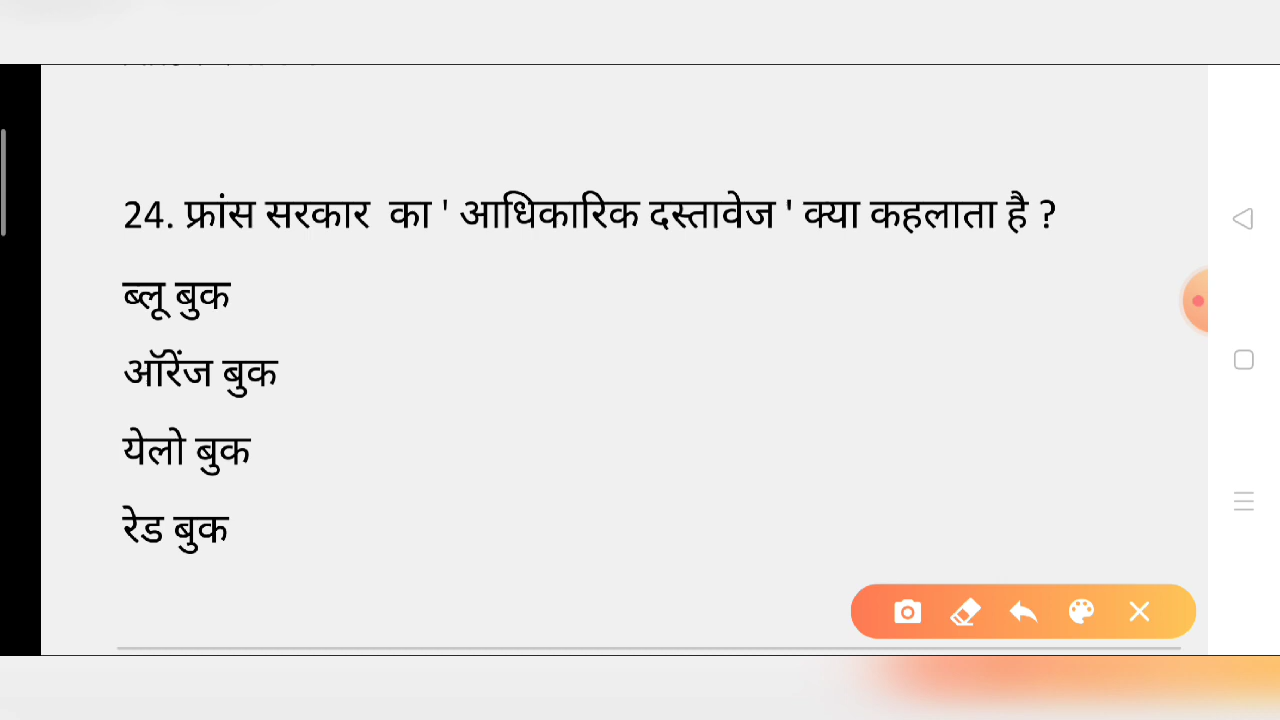 24. फ्रांस सरकार का ' आधिकारिक दस्तावेज ' क्या कहलाता है ?
ब्लू बुक
ऑरेंज बुक
येलो बुक
रेड बुक